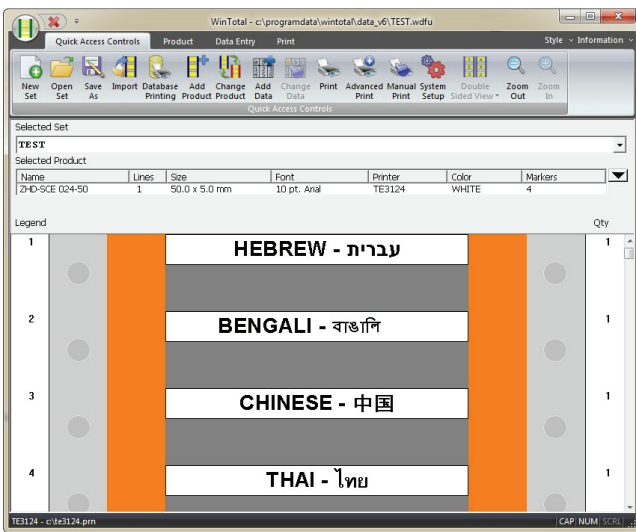 WinTotal - c:\programdata\wintotal\data_v6\TEST.wdfu
Quick Access Controls Product Data Entry Print Style Information
New Set Open Set Save As Import Database Printing Add Product Change Product Add Data Change Data Print Advanced Print Manual Print System Setup Double Sided View Zoom Out Zoom In
Quick Access Controls
Selected Set
TEST
Selected Product
Name Lines Size Font Printer Color Markers
ZHD-SCE 024-50 1 50.0 x 5.0 mm 10 pt. Arial TE3124 WHITE 4
Legend Qty
1 HEBREW - עברית 1
2 BENGALI - বাঙালি 1
3 CHINESE - 中国 1
4 THAI - ไทย 1
TE3124 - c:\te3124.prn CAP NUM SCRL